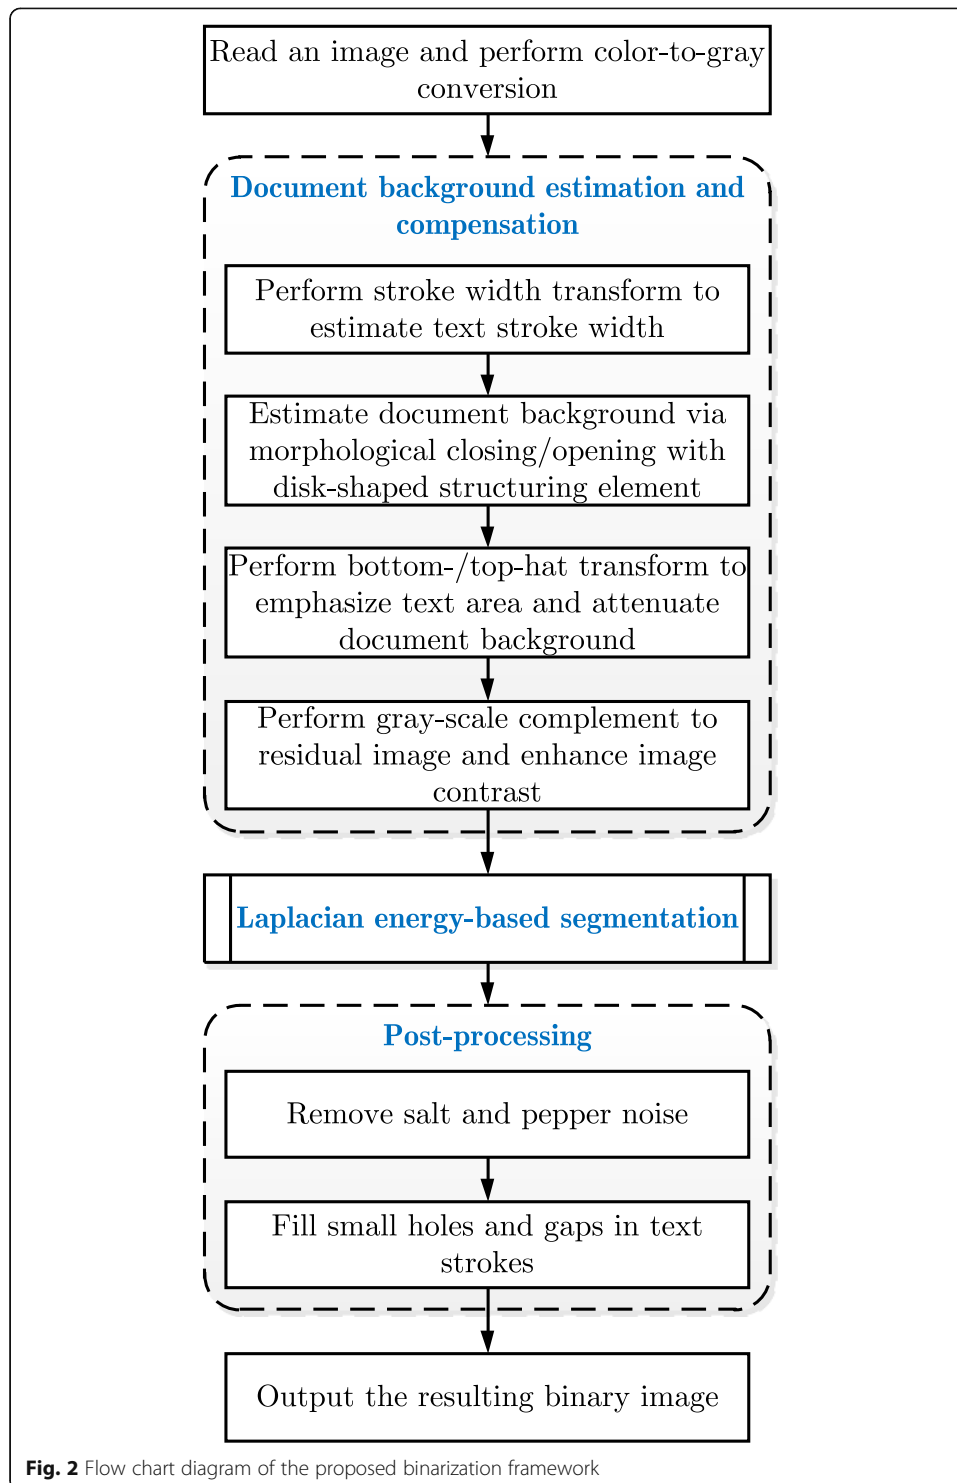 Read an image and perform color-to-gray
conversion
Document background estimation and
compensation
Perform stroke width transform to
estimate text stroke width
Estimate document background via
morphological closing/opening with
disk-shaped structuring element
Perform bottom-/top-hat transform to
emphasize text area and attenuate
document background
Perform gray-scale complement to
residual image and enhance image
contrast
Laplacian energy-based segmentation
Post-processing
Remove salt and pepper noise
Fill small holes and gaps in text
strokes
Output the resulting binary image
Fig. 2 Flow chart diagram of the proposed binarization framework